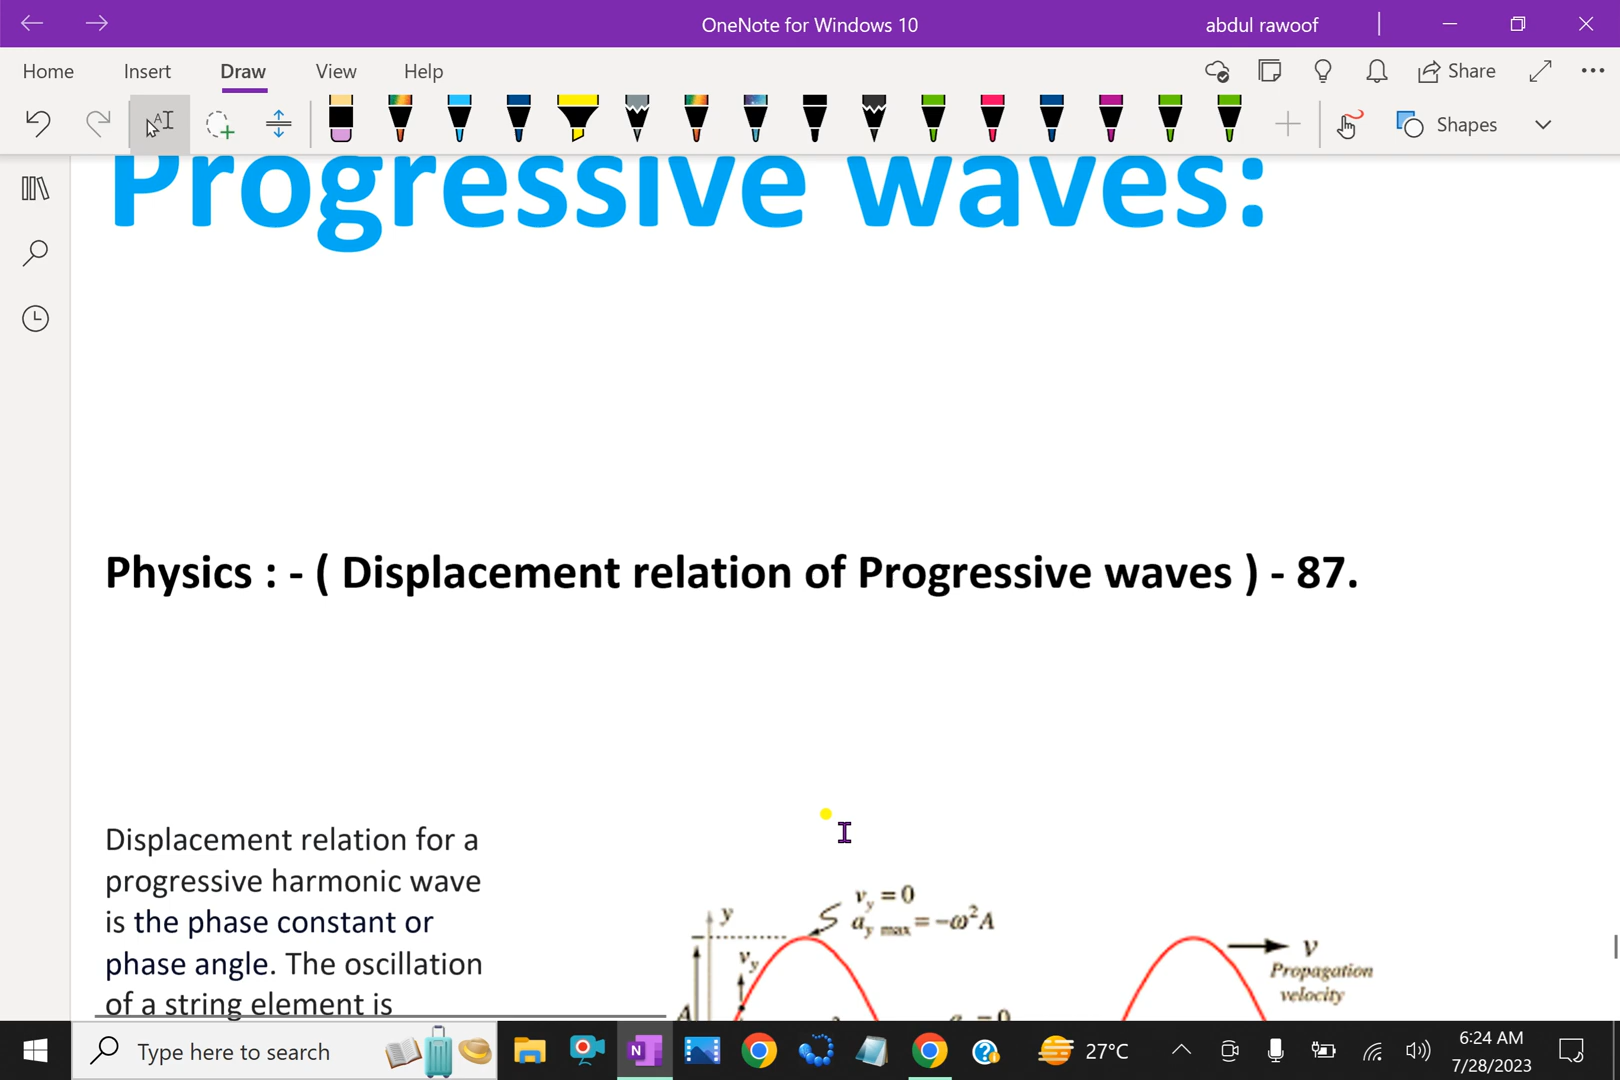 OneNote for Windows 10
abdul rawoof
Home Insert Draw View Help
Share
Shapes
Progressive waves:
Physics : - ( Displacement relation of Progressive waves ) - 87.
Displacement relation for a
progressive harmonic wave
is the phase constant or
phase angle. The oscillation
of a string element is
y
v_y = 0
a_y max = -ω²A
v_y
A
v
Propagation
velocity
Type here to search
27°C
6:24 AM
7/28/2023